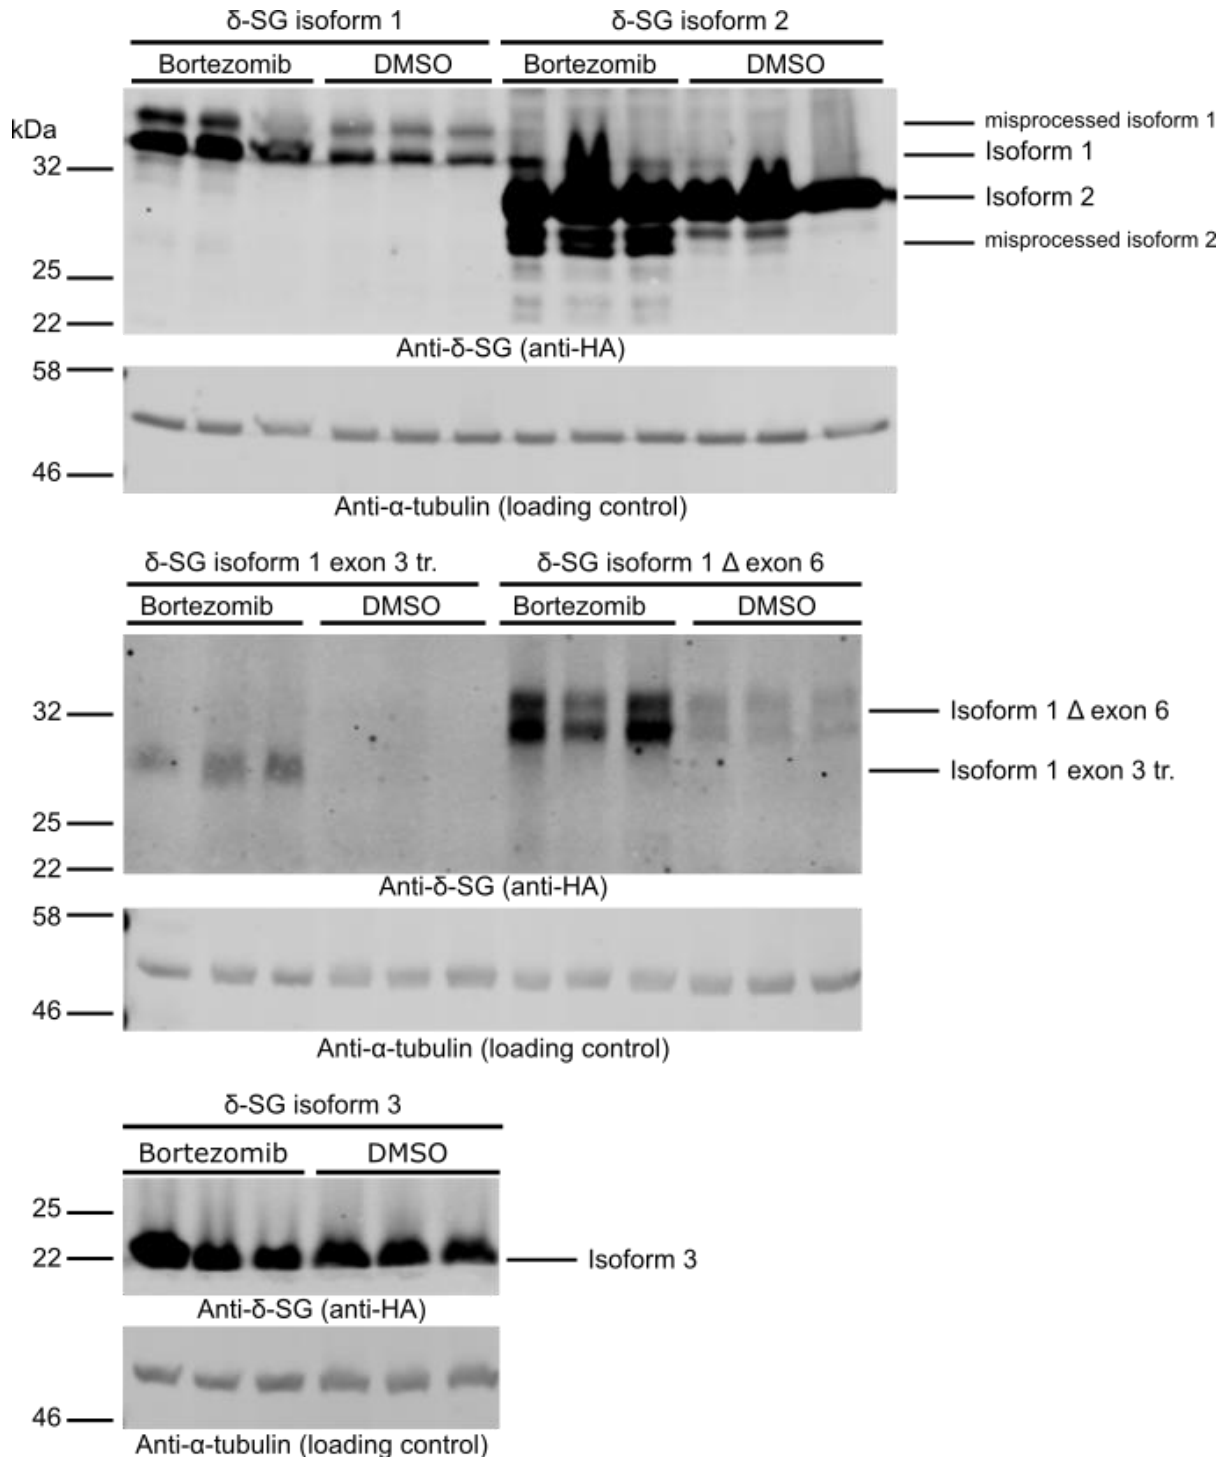 δ-SG isoform 1 δ-SG isoform 2
Bortezomib DMSO Bortezomib DMSO
kDa
misprocessed isoform 1
Isoform 1
32
Isoform 2
misprocessed isoform 2
25
22
Anti-δ-SG (anti-HA)
58
46
Anti-α-tubulin (loading control)
δ-SG isoform 1 exon 3 tr. δ-SG isoform 1 Δ exon 6
Bortezomib DMSO Bortezomib DMSO
32 Isoform 1 Δ exon 6
Isoform 1 exon 3 tr.
25
22
Anti-δ-SG (anti-HA)
58
46
Anti-α-tubulin (loading control)
δ-SG isoform 3
Bortezomib DMSO
25
22 Isoform 3
Anti-δ-SG (anti-HA)
46
Anti-α-tubulin (loading control)